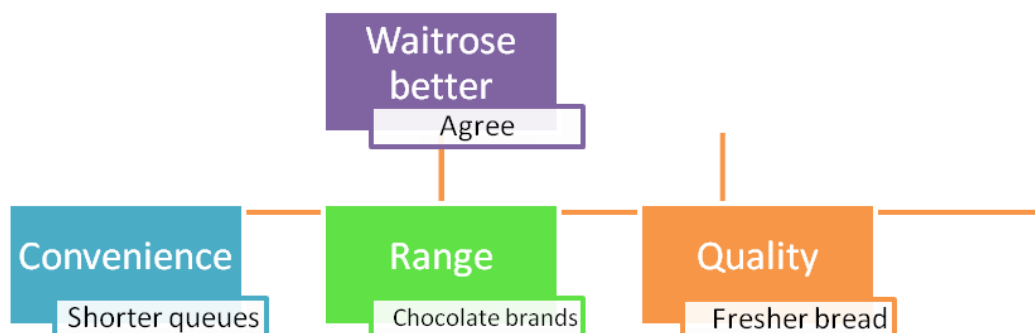 Waitrose
better
Agree
Convenience
Shorter queues
Range
Chocolate brands
Quality
Fresher bread